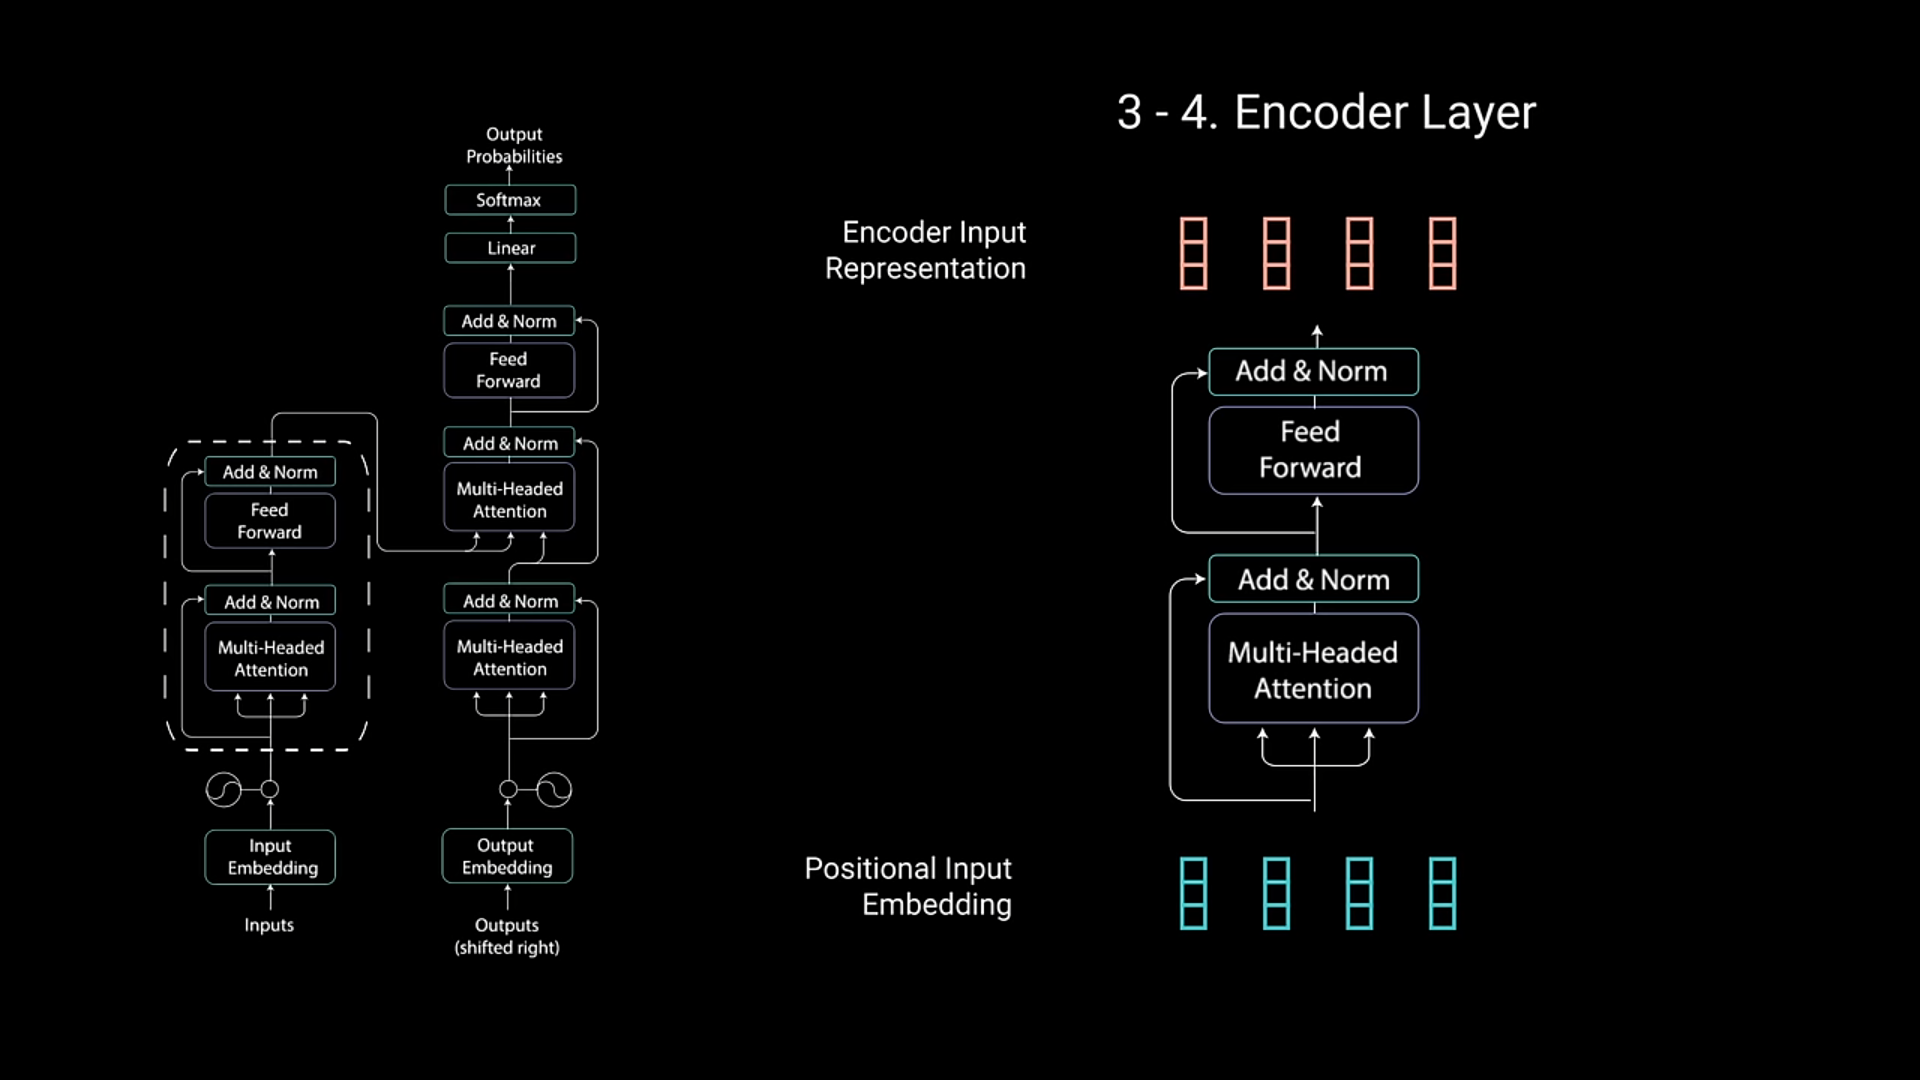 3 - 4. Encoder Layer
Output
Probabilities
Softmax
Linear
Add & Norm
Feed
Forward
Add & Norm
Multi-Headed
Attention
Add & Norm
Multi-Headed
Attention
Output
Embedding
Outputs
(shifted right)
Add & Norm
Feed
Forward
Add & Norm
Multi-Headed
Attention
Input
Embedding
Inputs
Encoder Input
Representation
Add & Norm
Feed
Forward
Add & Norm
Multi-Headed
Attention
Positional Input
Embedding